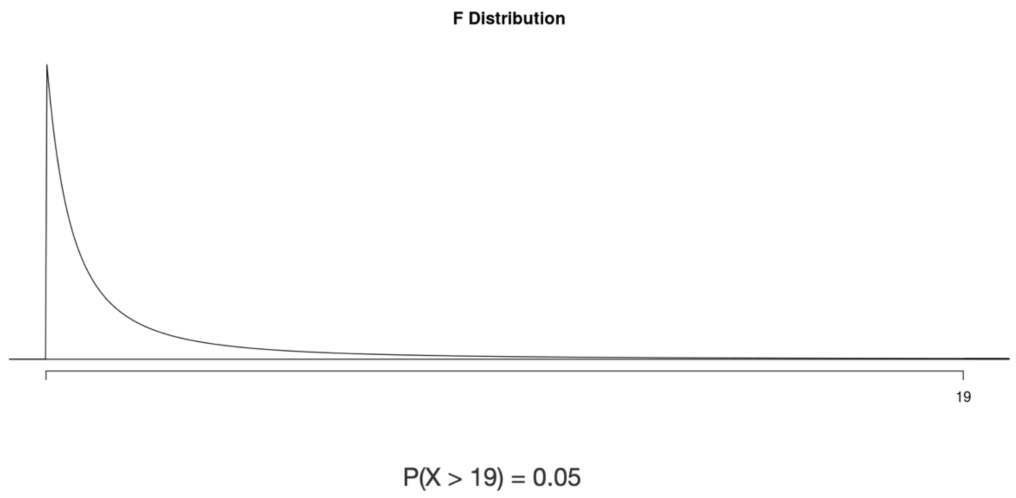 F Distribution
19
P(X > 19) = 0.05